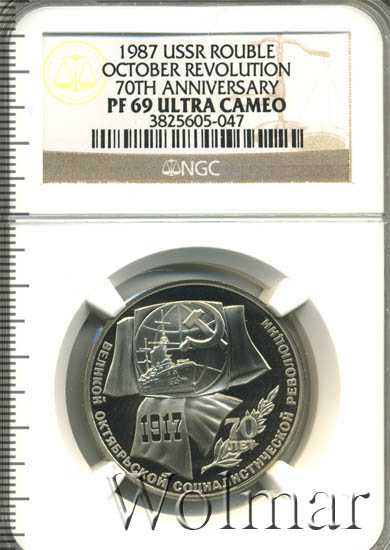 1987 USSR ROUBLE
OCTOBER REVOLUTION
70TH ANNIVERSARY
PF 69 ULTRA CAMEO
3825605-047
NGC
1917
70
ЛЕТ
ВЕЛИКОЙ ОКТЯБРЬСКОЙ СОЦИАЛИСТИЧЕСКОЙ РЕВОЛЮЦИИ
Wolmar